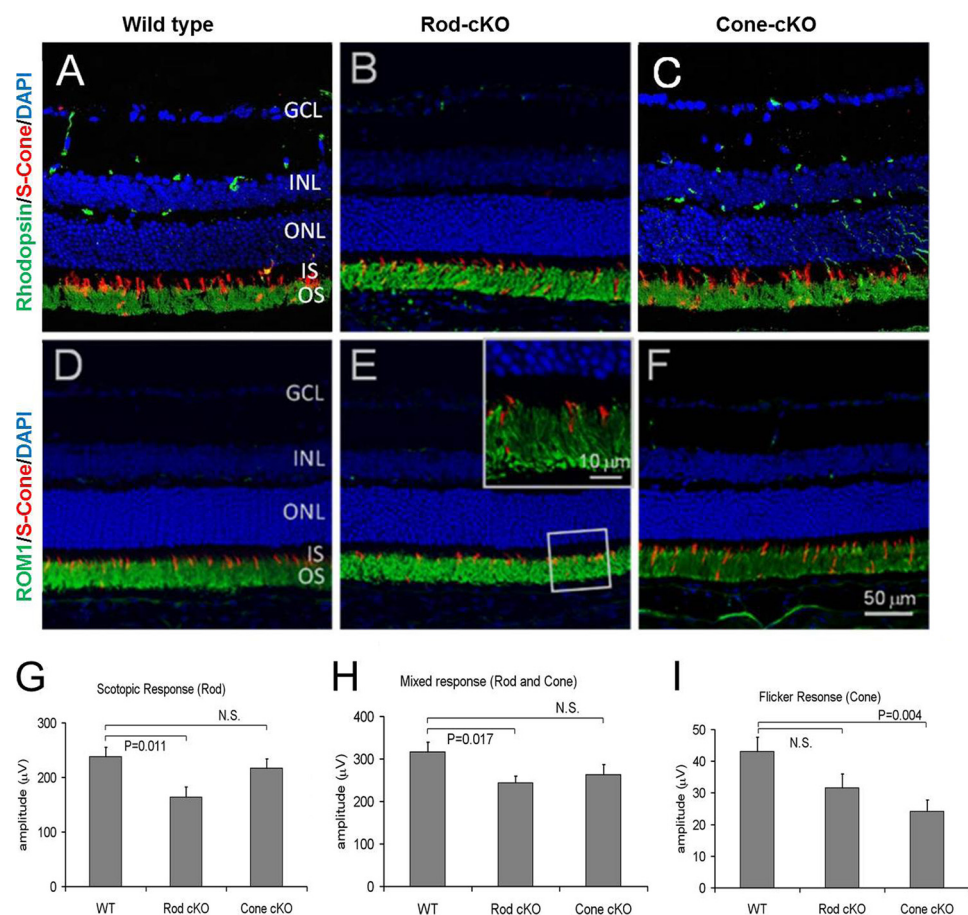 Wild type Rod-cKO Cone-cKO
Rhodopsin/S-Cone/DAPI
A B C
GCL
INL
ONL
IS
OS
ROM1/S-Cone/DAPI
D E F
GCL
INL
ONL
IS
OS
10 µm
50 µm
G
Scotopic Response (Rod)
N.S.
P=0.011
amplitude (µV)
300
200
100
0
WT Rod cKO Cone cKO
H
Mixed response (Rod and Cone)
N.S.
P=0.017
amplitude (µV)
400
300
200
100
0
WT Rod cKO Cone cKO
I
Flicker Resonse (Cone)
P=0.004
N.S.
amplitude (µV)
50
40
30
20
10
0
WT Rod cKO Cone cKO